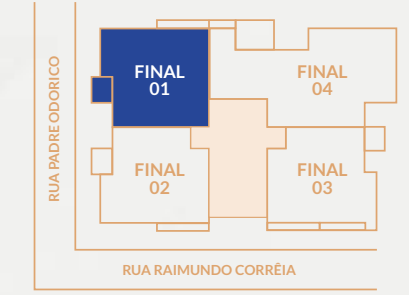 FINAL
01
FINAL
04
RUA PADRE ODORICO
FINAL
02
FINAL
03
RUA RAIMUNDO CORRÊIA